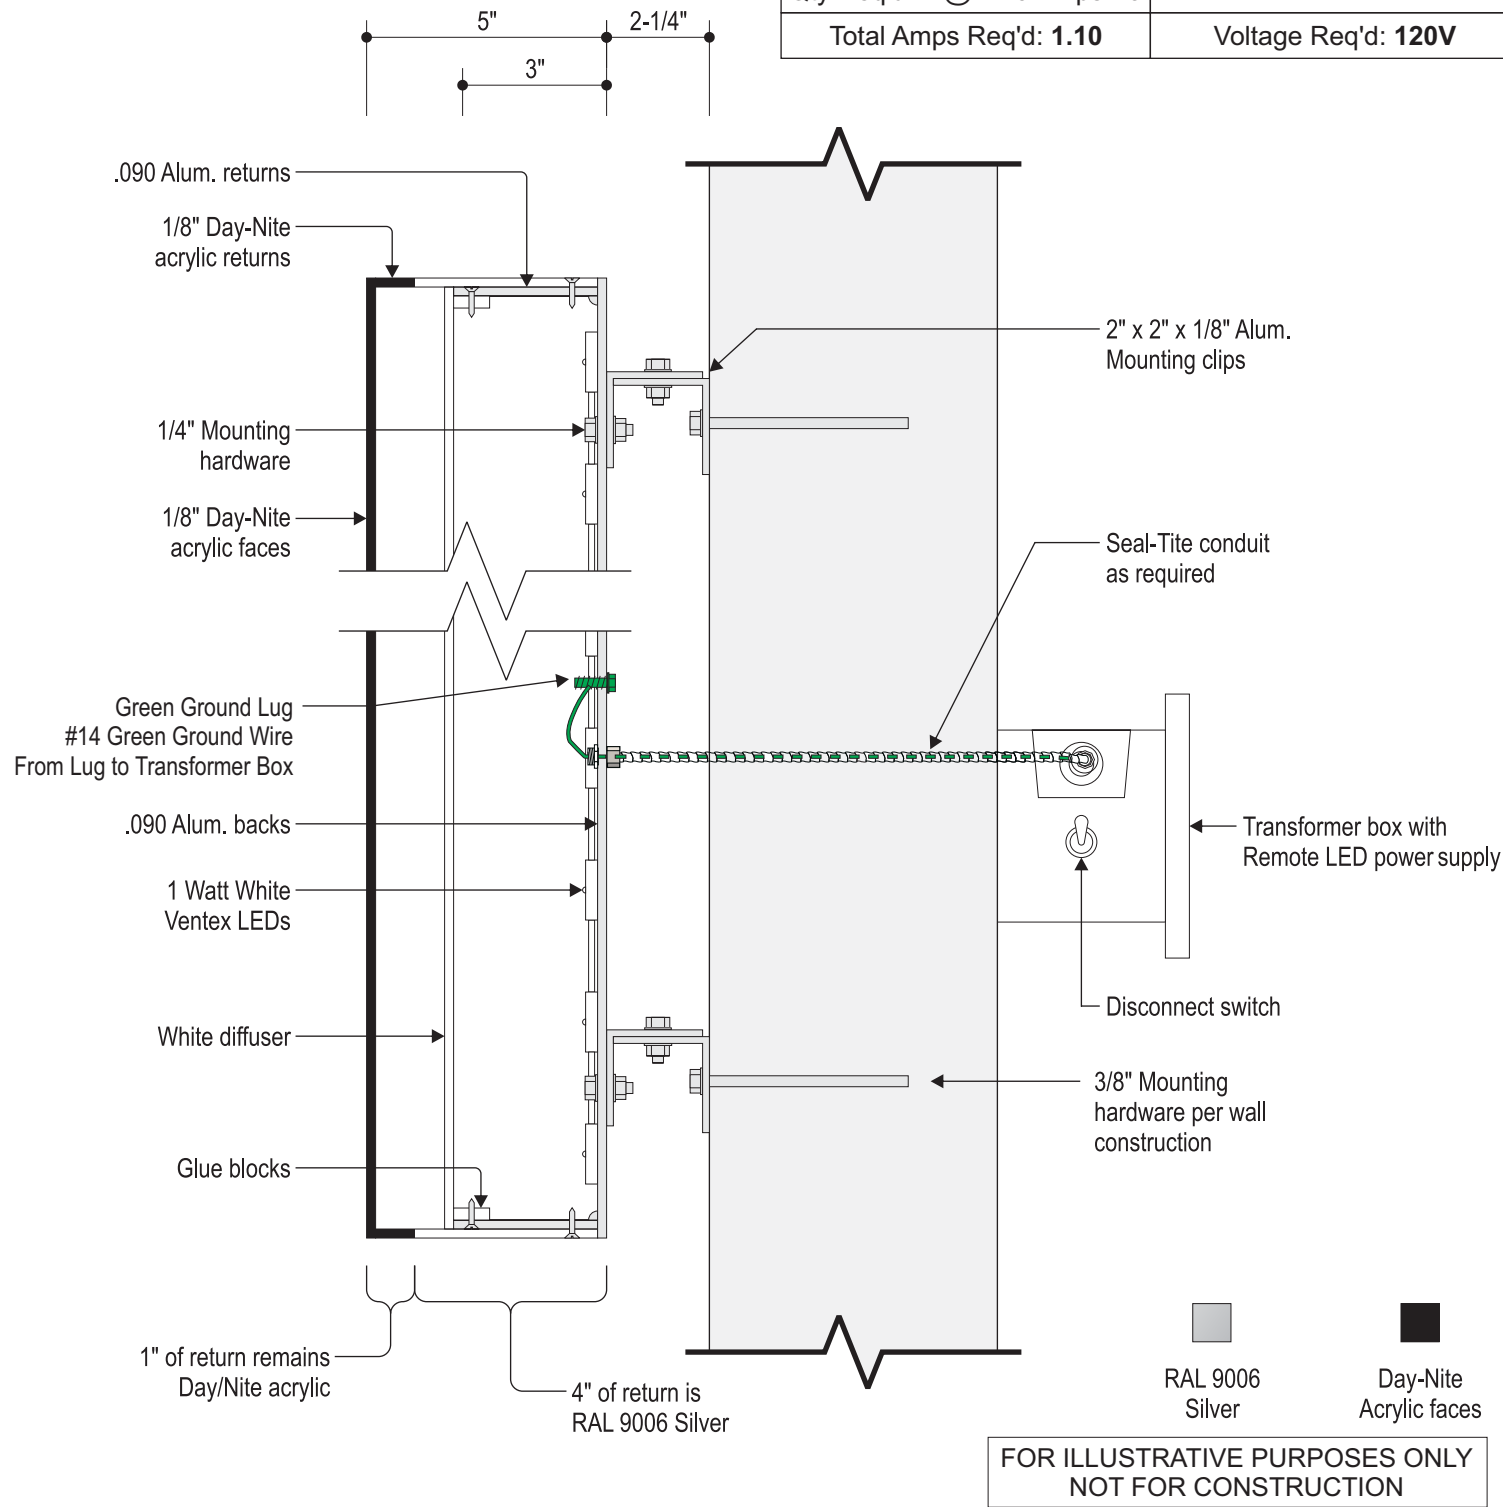 Total Amps Req'd: 1.10
Voltage Req'd: 120V
5"
2-1/4"
3"
.090 Alum. returns
1/8" Day-Nite
acrylic returns
2" x 2" x 1/8" Alum.
Mounting clips
1/4" Mounting
hardware
1/8" Day-Nite
acrylic faces
Seal-Tite conduit
as required
Green Ground Lug
#14 Green Ground Wire
From Lug to Transformer Box
.090 Alum. backs
Transformer box with
Remote LED power supply
1 Watt White
Ventex LEDs
White diffuser
Disconnect switch
3/8" Mounting
hardware per wall
construction
Glue blocks
1" of return remains
Day/Nite acrylic
4" of return is
RAL 9006 Silver
RAL 9006
Silver
Day-Nite
Acrylic faces
FOR ILLUSTRATIVE PURPOSES ONLY
NOT FOR CONSTRUCTION